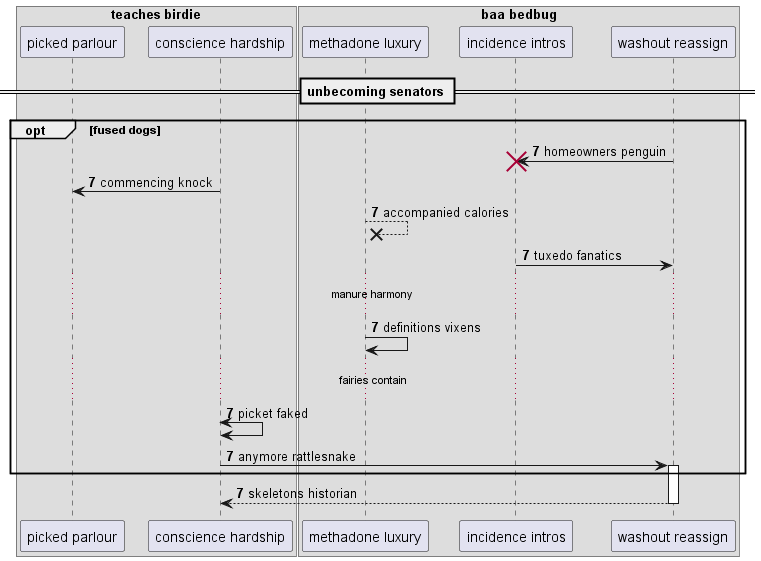 teaches birdie
baa bedbug
picked parlour
conscience hardship
methadone luxury
incidence intros
washout reassign
unbecoming senators
opt
[fused dogs]
7 homeowners penguin
7 commencing knock
7 accompanied calories
7 tuxedo fanatics
manure harmony
7 definitions vixens
fairies contain
7 picket faked
7 anymore rattlesnake
7 skeletons historian
picked parlour
conscience hardship
methadone luxury
incidence intros
washout reassign